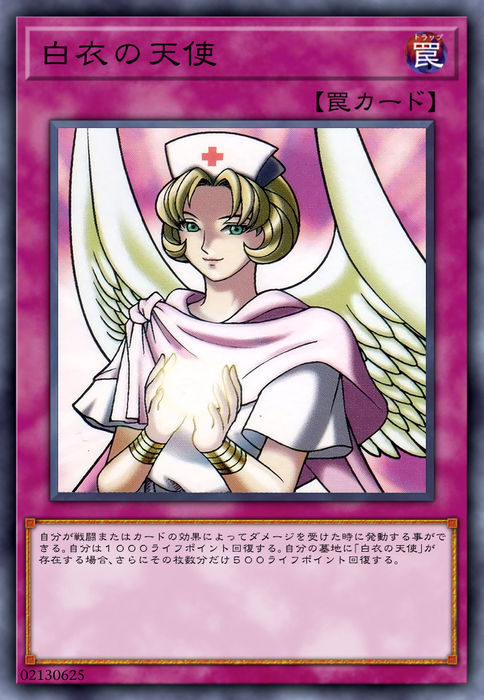 白衣の天使
トラップ
罠
【罠カード】
自分が戦闘またはカードの効果によってダメージを受けた時に発動する事がで
きる。自分は1000ライフポイント回復する。自分の墓地に「白衣の天使」が
存在する場合、さらにその枚数分だけ500ライフポイント回復する。
02130625